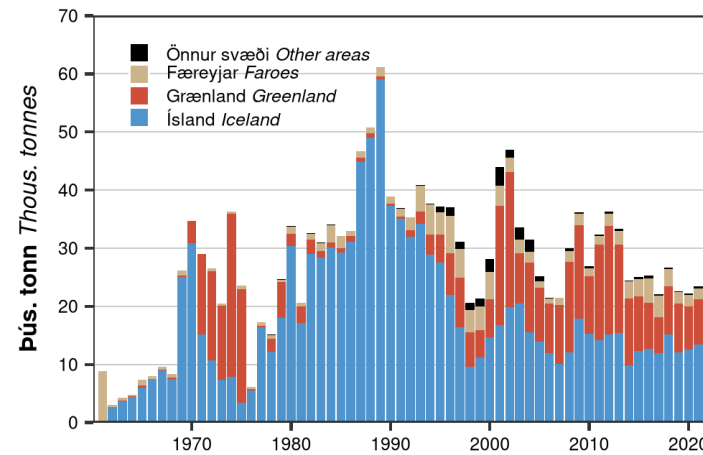 70
60
50
40
30
20
10
0
Þús. tonn Thous. tonnes
Önnur svæði Other areas
Færeyjar Faroes
Grænland Greenland
Ísland Iceland
1970 1980 1990 2000 2010 2020